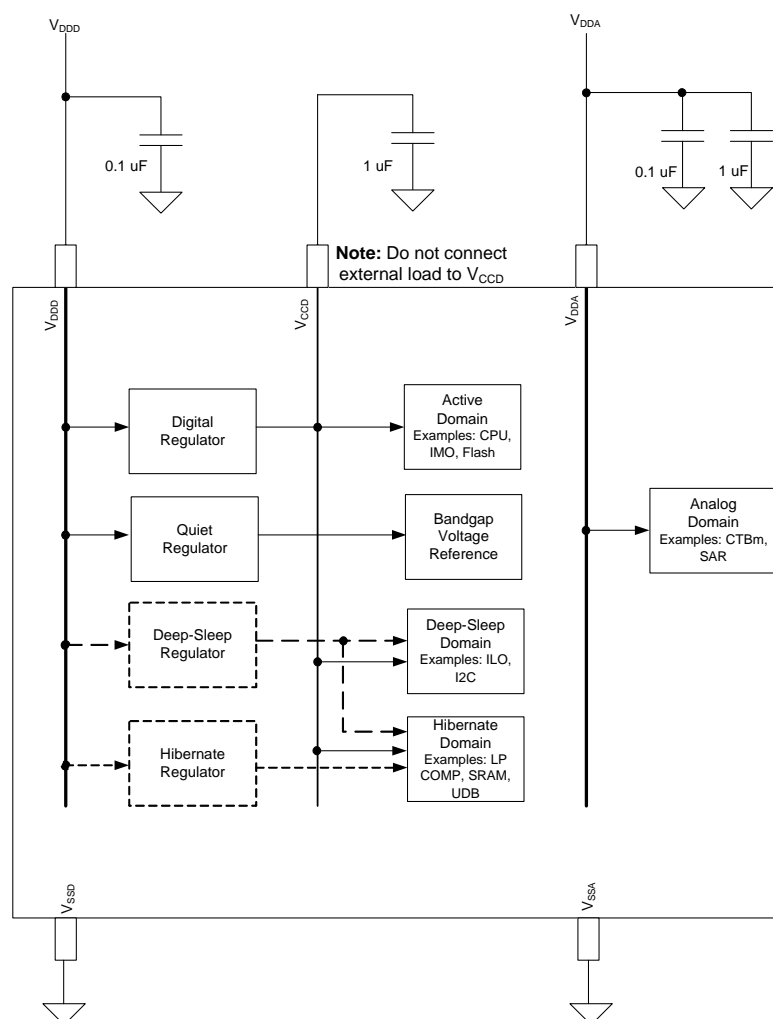 VDDD
VDDA
0.1 uF
1 uF
0.1 uF
1 uF
Note: Do not connect
external load to VCCD
VDDD
VCCD
VDDA
Digital
Regulator
Active
Domain
Examples: CPU,
IMO, Flash
Quiet
Regulator
Bandgap
Voltage
Reference
Analog
Domain
Examples: CTBm,
SAR
Deep-Sleep
Regulator
Deep-Sleep
Domain
Examples: ILO,
I2C
Hibernate
Regulator
Hibernate
Domain
Examples: LP
COMP, SRAM,
UDB
VSSD
VSSA